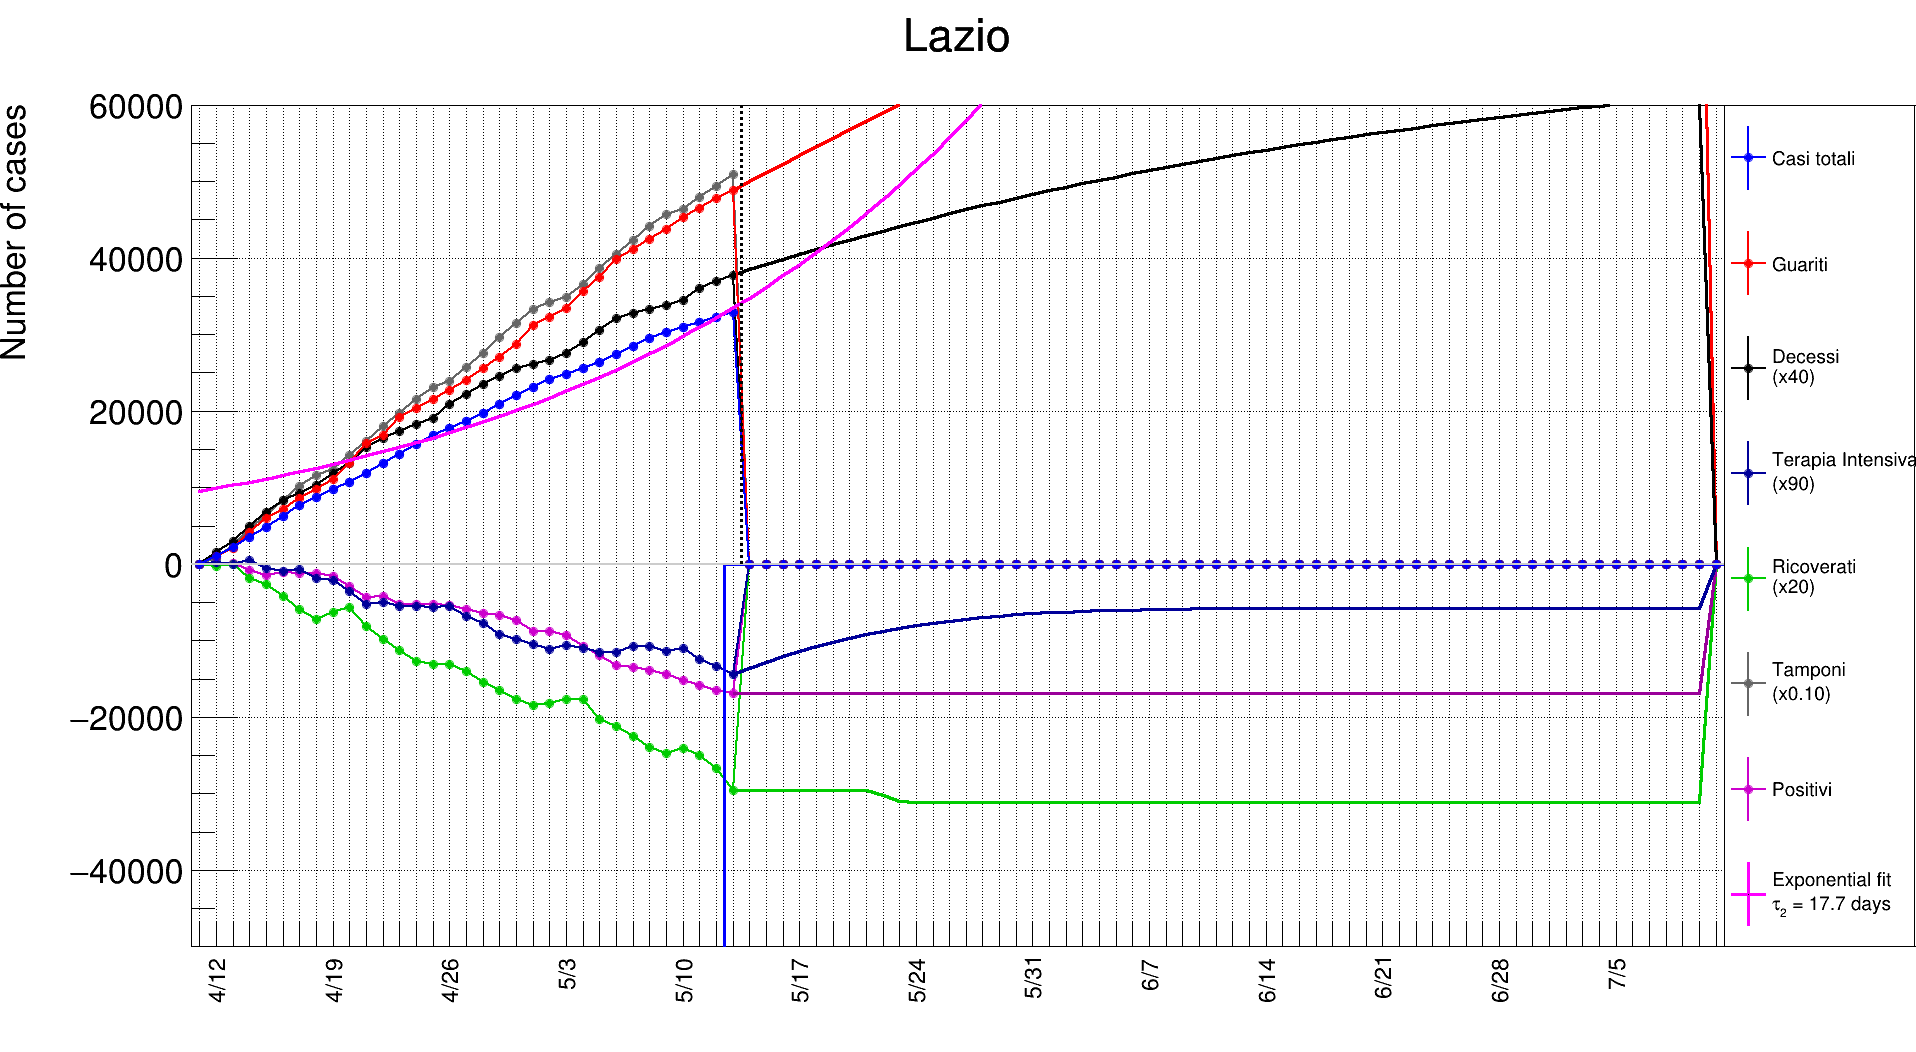 Lazio
Number of cases
60000
40000
20000
0
−20000
−40000
4/12
4/19
4/26
5/3
5/10
5/17
5/24
5/31
6/7
6/14
6/21
6/28
7/5
Casi totali
Guariti
Decessi
(x40)
Terapia Intensiva
(x90)
Ricoverati
(x20)
Tamponi
(x0.10)
Positivi
Exponential fit
τ2 = 17.7 days